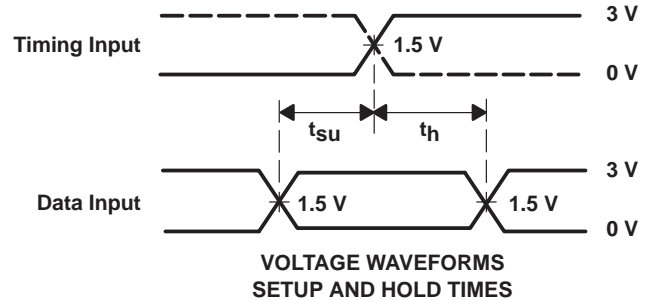 3 V
Timing Input
1.5 V
0 V
tsu
th
3 V
Data Input
1.5 V
1.5 V
0 V
VOLTAGE WAVEFORMS
SETUP AND HOLD TIMES